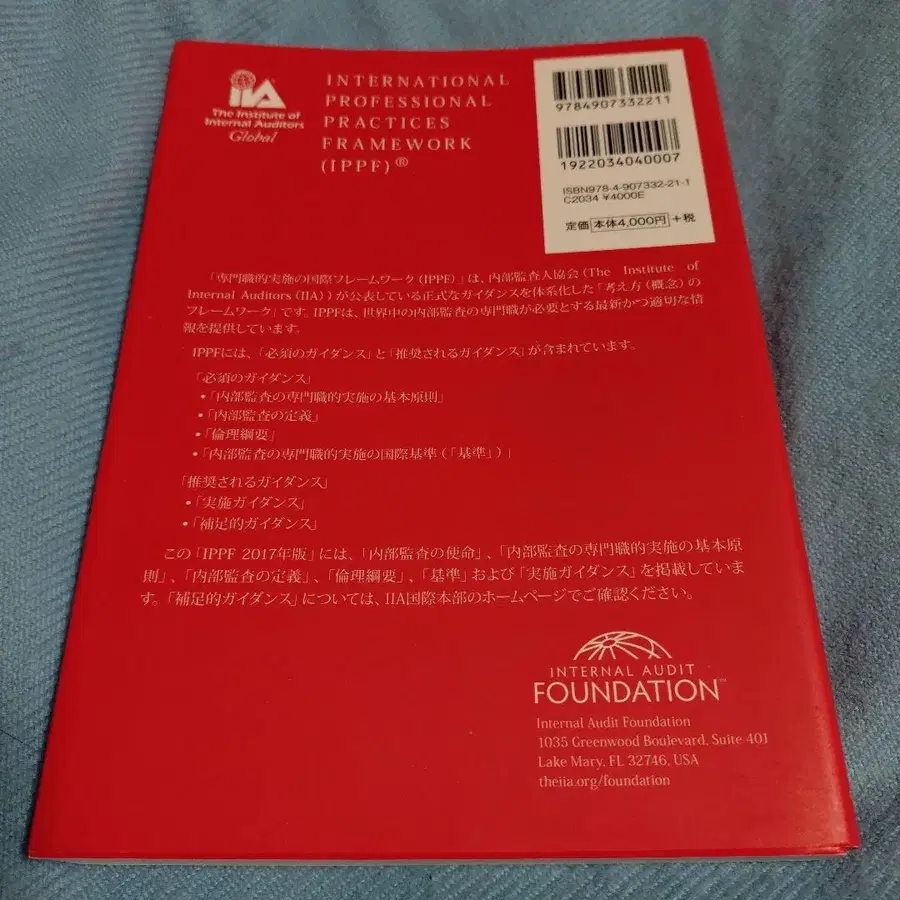 IIA
The Institute of
Internal Auditors
Global
INTERNATIONAL
PROFESSIONAL
PRACTICES
FRAMEWORK
(IPPF)®
9784907332211
1922034040007
ISBN978-4-907332-21-1
C2034 ¥4000E
定価 本体4,000円 +税
「専門職的実施の国際フレームワーク(IPPF)」は、内部監査人協会(The Institute of
Internal Auditors (IIA))が公表している正式なガイダンスを体系化した「考え方(概念)の
フレームワーク」です。IPPFは、世界中の内部監査の専門職が必要とする最新かつ適切な情
報を提供しています。
IPPFには、「必須のガイダンス」と「推奨されるガイダンス」が含まれています。
「必須のガイダンス」
・「内部監査の専門職的実施の基本原則」
・「内部監査の定義」
・「倫理綱要」
・「内部監査の専門職的実施の国際基準(「基準」)」
「推奨されるガイダンス」
・「実施ガイダンス」
・「補足的ガイダンス」
この「IPPF 2017年版」には、「内部監査の使命」、「内部監査の専門職的実施の基本原
則」、「内部監査の定義」、「倫理綱要」、「基準」および「実施ガイダンス」を掲載していま
す。「補足的ガイダンス」については、IIA国際本部のホームページでご確認ください。
INTERNAL AUDIT
FOUNDATION™
Internal Audit Foundation
1035 Greenwood Boulevard, Suite 401
Lake Mary, FL 32746, USA
theiia.org/foundation